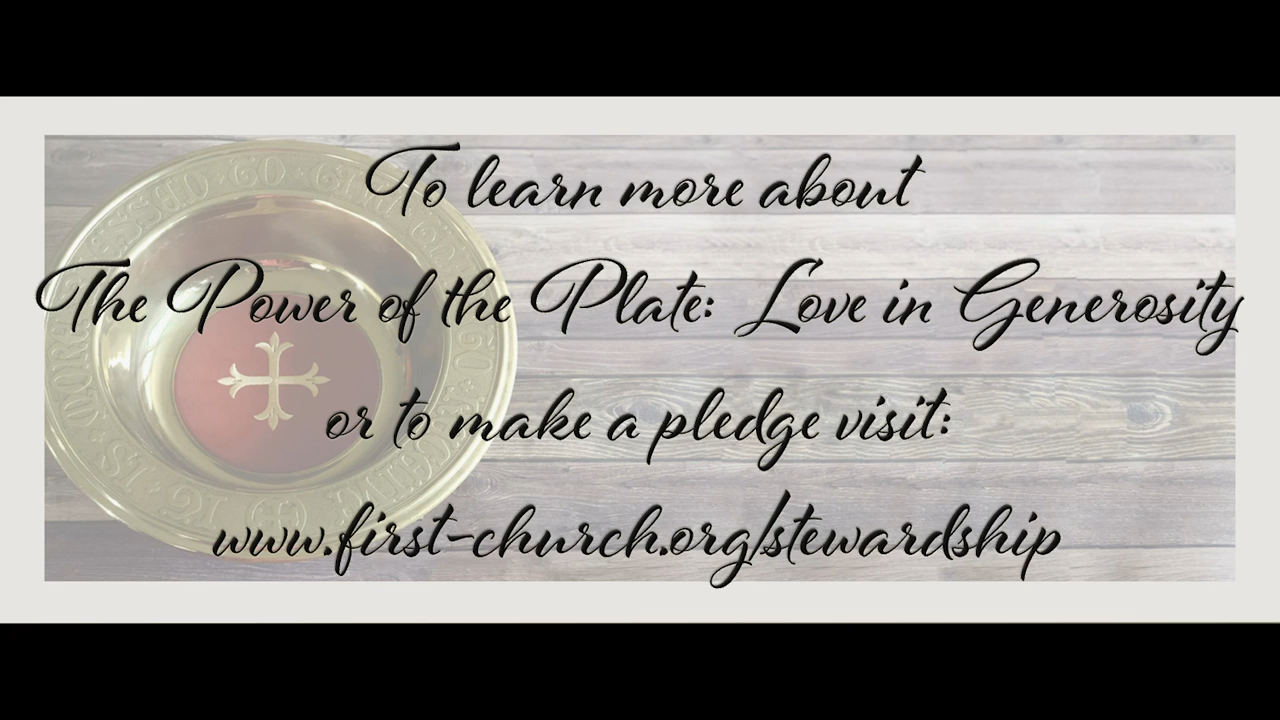 To learn more about
The Power of the Plate: Love in Generosity
or to make a pledge visit:
www.first-church.org/stewardship